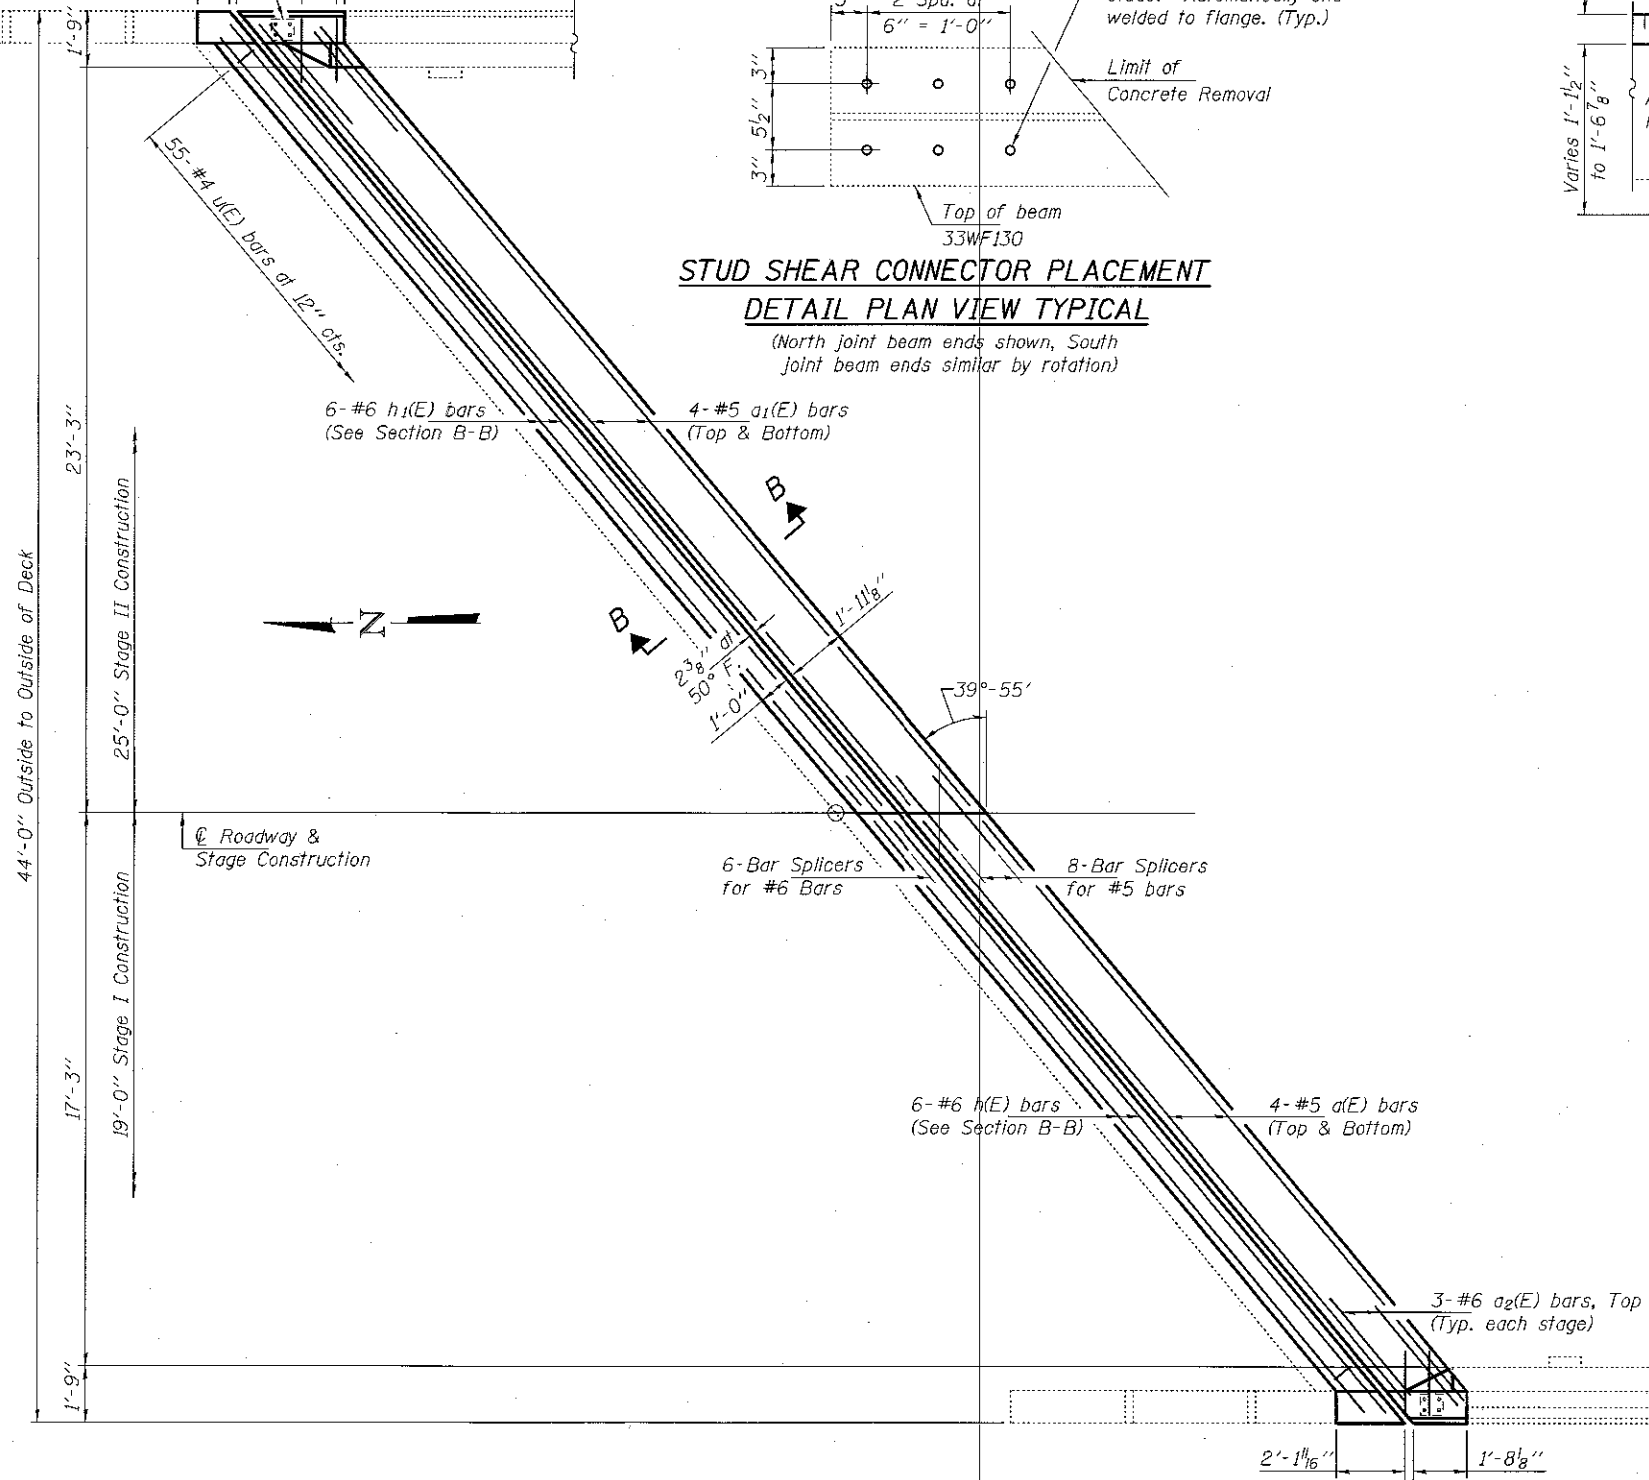 6" = 1'-0"
welded to flange. (Typ.)
Limit of
Concrete Removal
3"
5½"
3"
Top of beam
33WF130
STUD SHEAR CONNECTOR PLACEMENT
DETAIL PLAN VIEW TYPICAL
(North joint beam ends shown, South
joint beam ends similar by rotation)
Varies 1'-1½"
to 1'-6⅞"
1'-9"
55-#4 u(E) bars at 12" cts.
6-#6 h1(E) bars
(See Section B-B)
4-#5 a1(E) bars
(Top & Bottom)
23'-3"
25'-0" Stage II Construction
44'-0" Outside to Outside of Deck
N
B
B
1'-11⅛"
2⅜" at
50° F.
1'-0"
39°-55'
℄ Roadway &
Stage Construction
6-Bar Splicers
for #6 Bars
8-Bar Splicers
for #5 bars
19'-0" Stage I Construction
17'-3"
6-#6 h(E) bars
(See Section B-B)
4-#5 a(E) bars
(Top & Bottom)
3-#6 a2(E) bars, Top
(Typ. each stage)
1'-9"
2'-1 11/16"
1'-8⅛"